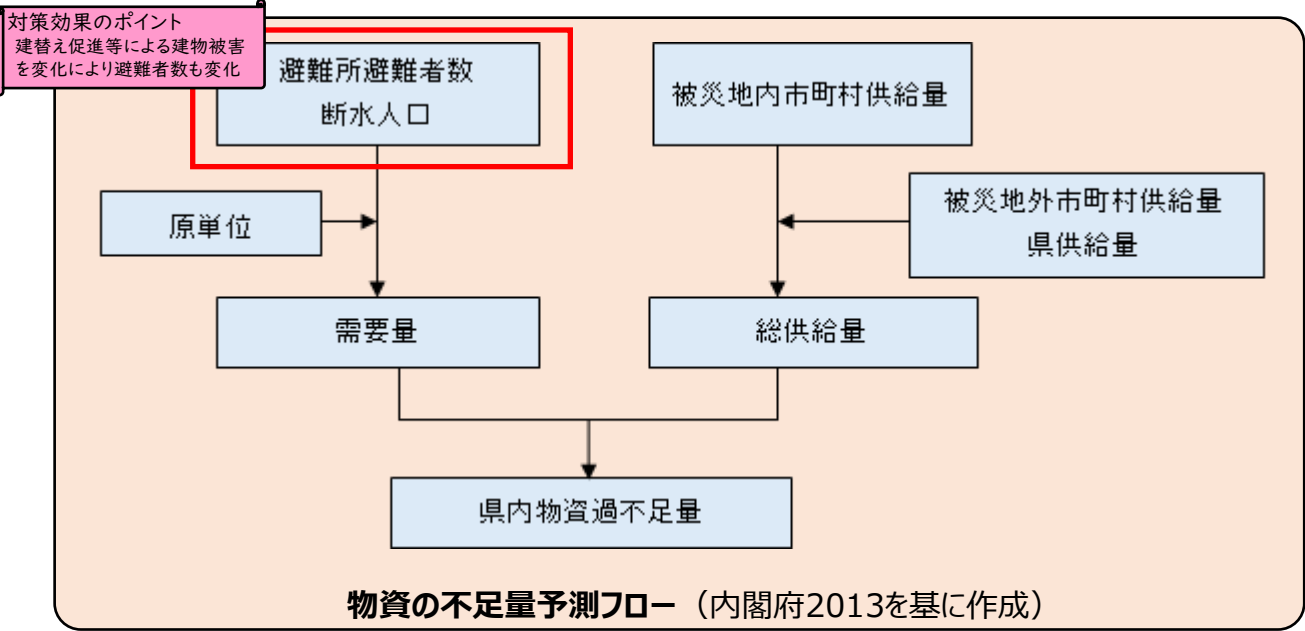 対策効果のポイント
建替え促進等による建物被害
を変化により避難者数も変化
避難所避難者数
断水人口
被災地内市町村供給量
原単位
被災地外市町村供給量
県供給量
需要量
総供給量
県内物資過不足量
物資の不足量予測フロー（内閣府2013を基に作成）